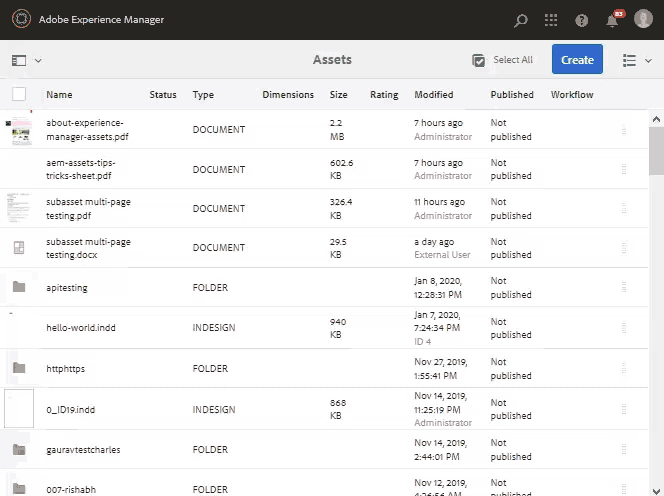 Adobe Experience Manager
83
Assets
Select All
Create
Name Status Type Dimensions Size Rating Modified Published Workflow
about-experience-
manager-assets.pdf
DOCUMENT
2.2
MB
7 hours ago
Administrator
Not
published
aem-assets-tips-
tricks-sheet.pdf
DOCUMENT
602.6
KB
7 hours ago
Administrator
Not
published
subasset multi-page
testing.pdf
DOCUMENT
326.4
KB
11 hours ago
Administrator
Not
published
subasset multi-page
testing.docx
DOCUMENT
29.5
KB
a day ago
External User
Not
published
apitesting
FOLDER
Jan 8, 2020,
12:28:31 PM
Not
published
hello-world.indd
INDESIGN
940
KB
Jan 7, 2020,
7:24:34 PM
ID 4
Not
published
httphttps
FOLDER
Nov 27, 2019,
1:55:41 PM
Not
published
0_ID19.indd
INDESIGN
868
KB
Nov 14, 2019,
11:25:19 PM
Administrator
Not
published
gauravtestcharles
FOLDER
Nov 14, 2019,
2:44:01 PM
Not
published
007-rishabh
FOLDER
Nov 12, 2019,
4:26:56 AM
Not
published